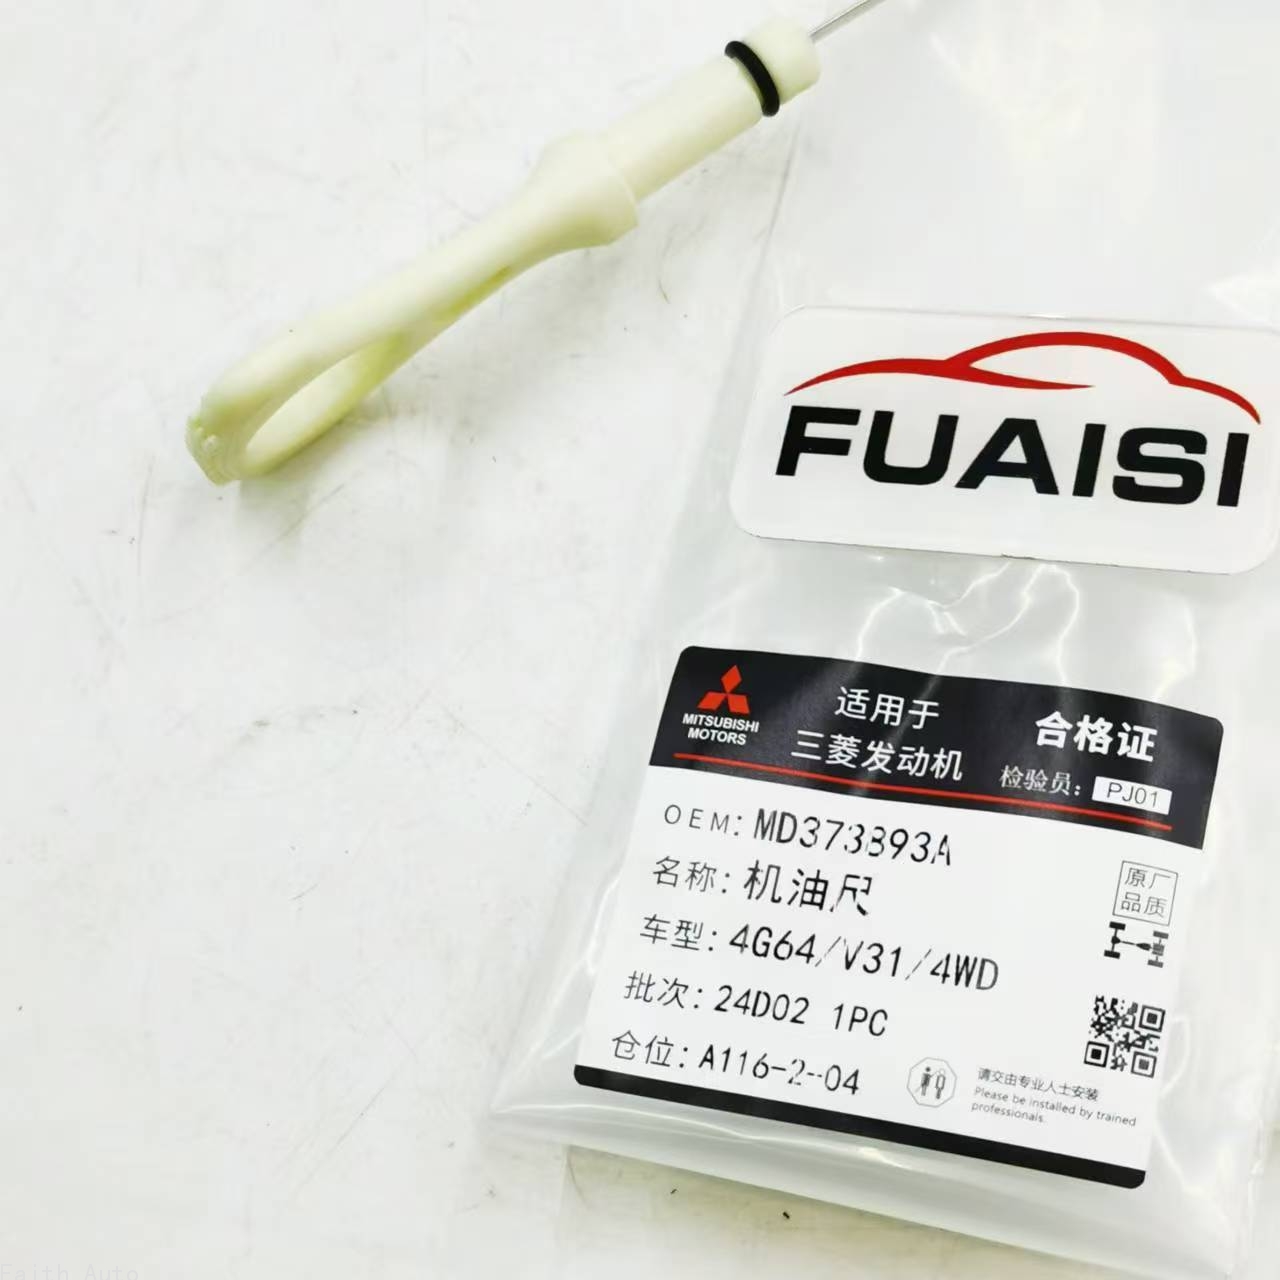 FUAISI
MITSUBISHI
MOTORS
适用于
三菱发动机
合格证
检验员：PJ01
OEM：MD373893A
名称：机油尺
车型：4G64/V31/4WD
批次：24D02 1PC
仓位：A116-2-04
原厂
品质
请交由专业人士安装
Please be installed by trained
professionals.
Faith Auto